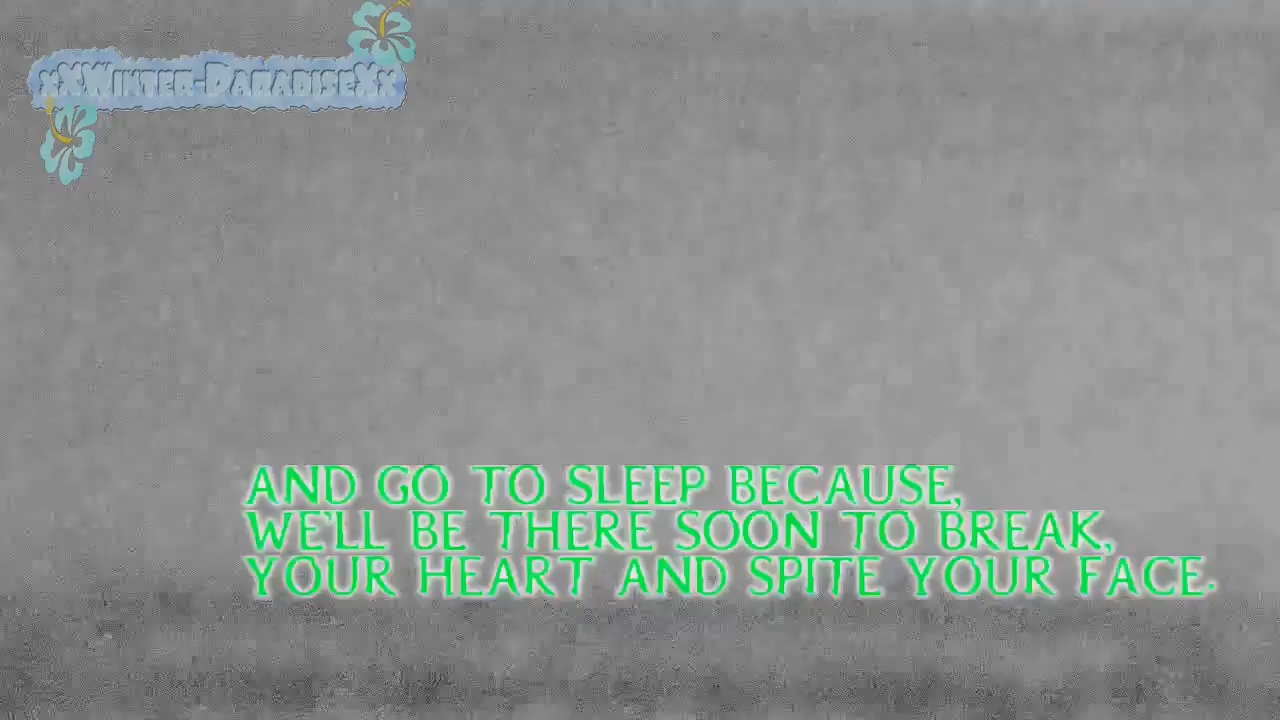 xXWinter-ParadiseXx
AND GO TO SLEEP BECAUSE,
WE'LL BE THERE SOON TO BREAK,
YOUR HEART AND SPITE YOUR FACE.